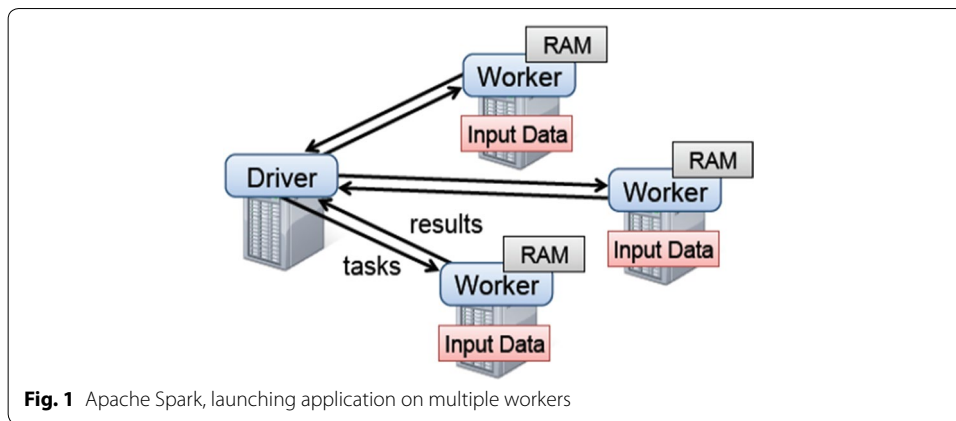 RAM
Worker
Input Data
RAM
Driver
Worker
results
Input Data
RAM
tasks
Worker
Input Data
Fig. 1 Apache Spark, launching application on multiple workers